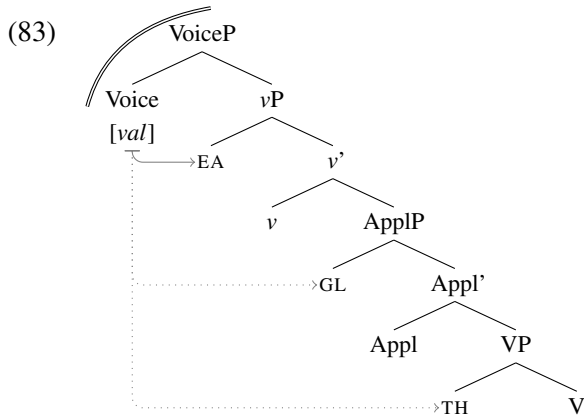 (83)
VoiceP
Voice vP
[val]
EA v’
v ApplP
GL Appl’
Appl VP
TH V